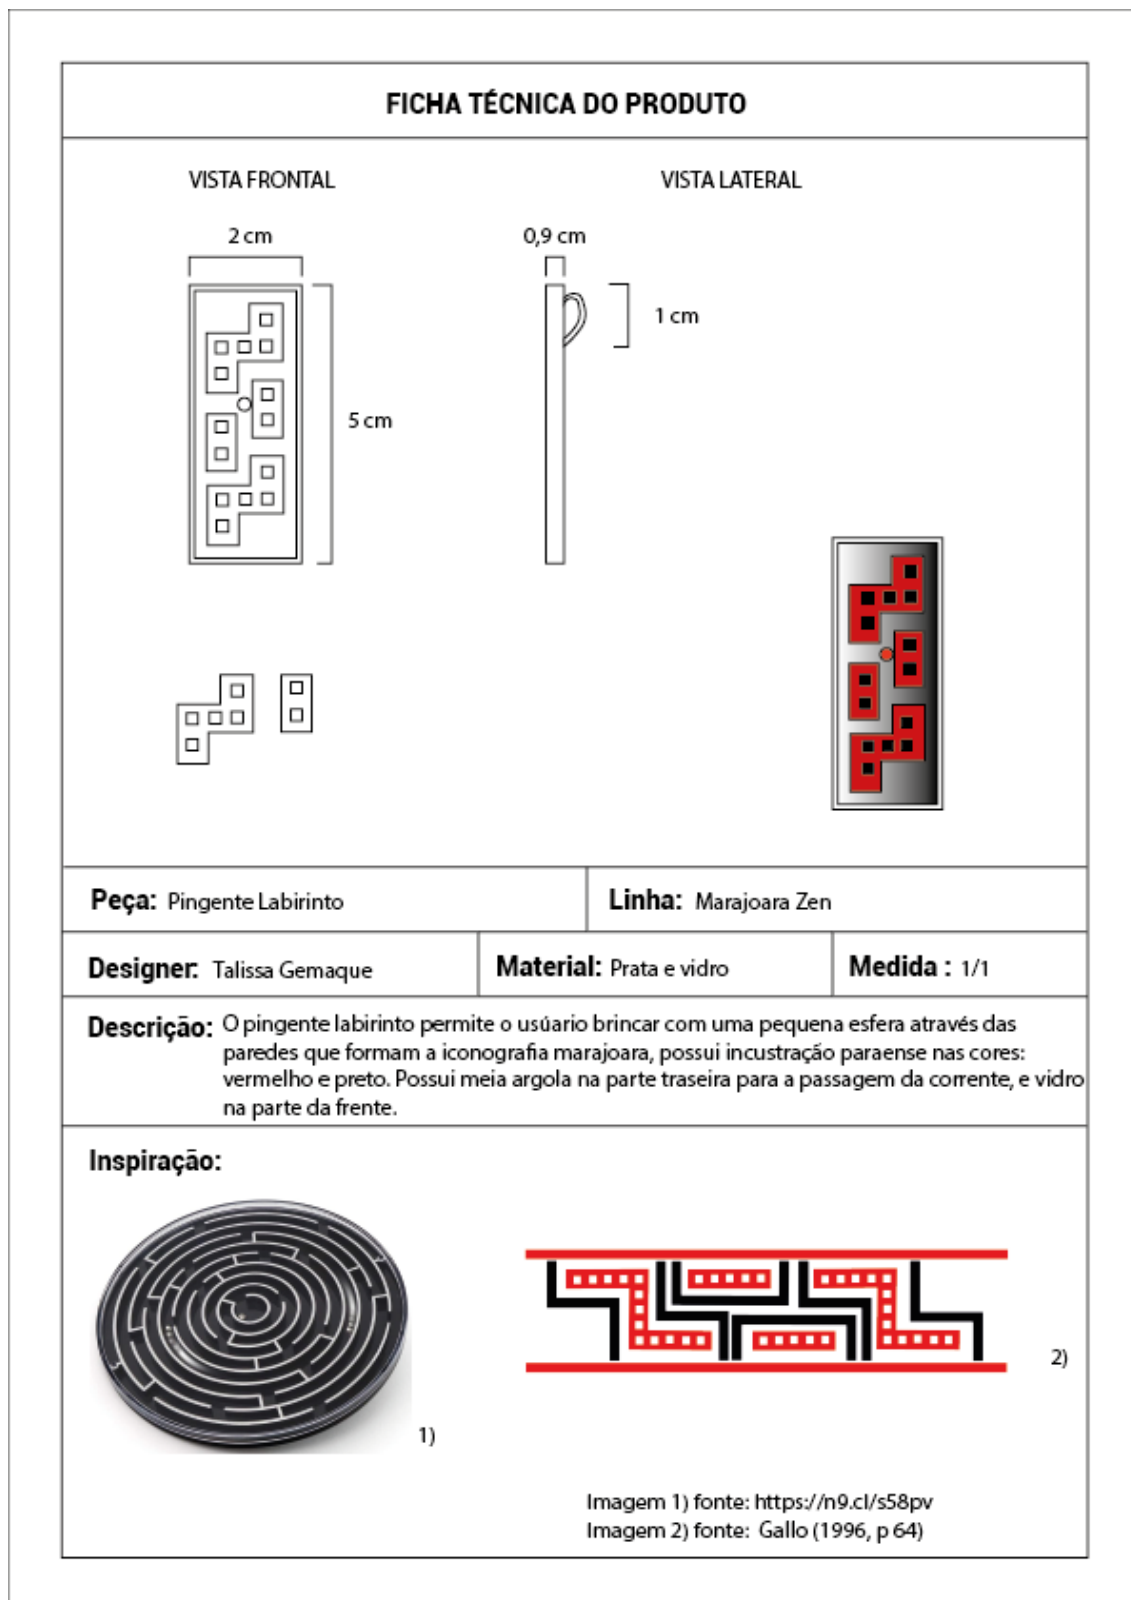 FICHA TÉCNICA DO PRODUTO
VISTA FRONTAL
VISTA LATERAL
2 cm
0,9 cm
1 cm
5 cm
Peça: Pingente Labirinto
Linha: Marajoara Zen
Designer: Talissa Gemaque
Material: Prata e vidro
Medida : 1/1
Descrição: O pingente labirinto permite o usúario brincar com uma pequena esfera através das
paredes que formam a iconografia marajoara, possui incustração paraense nas cores:
vermelho e preto. Possui meia argola na parte traseira para a passagem da corrente, e vidro
na parte da frente.
Inspiração:
2)
1)
Imagem 1) fonte: https://n9.cl/s58pv
Imagem 2) fonte: Gallo (1996, p 64)